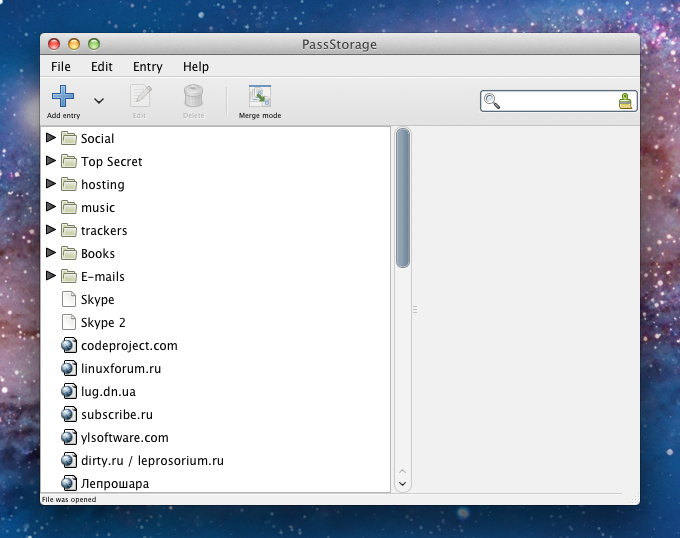 PassStorage
File Edit Entry Help
Add entry Edit Delete Merge mode
Social
Top Secret
hosting
music
trackers
Books
E-mails
Skype
Skype 2
codeproject.com
linuxforum.ru
lug.dn.ua
subscribe.ru
ylsoftware.com
dirty.ru / leprosorium.ru
Лепрошара
File was opened